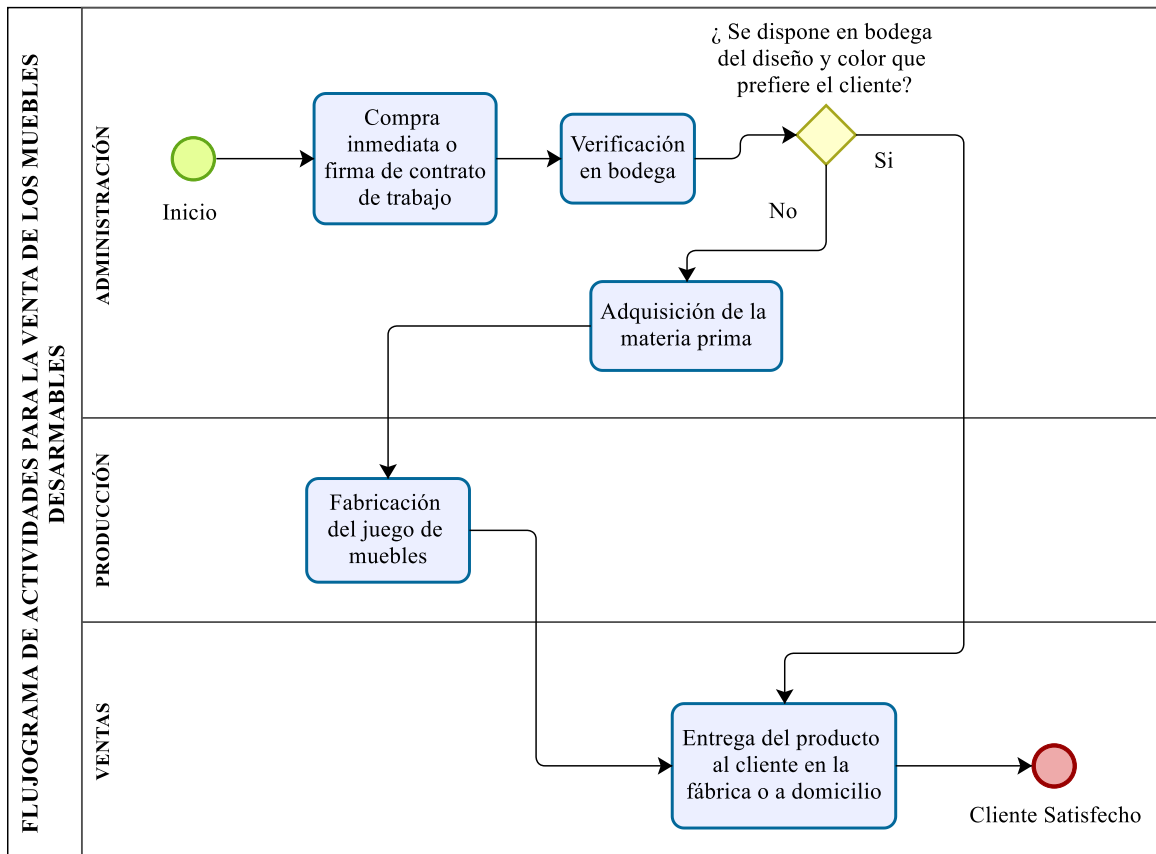 FLUJOGRAMA DE ACTIVIDADES PARA LA VENTA DE LOS MUEBLES
DESARMABLES
ADMINISTRACIÓN
Inicio
Compra
inmediata o
firma de contrato
de trabajo
Verificación
en bodega
¿ Se dispone en bodega
del diseño y color que
prefiere el cliente?
Si
No
Adquisición de la
materia prima
PRODUCCIÓN
Fabricación
del juego de
muebles
VENTAS
Entrega del producto
al cliente en la
fábrica o a domicilio
Cliente Satisfecho